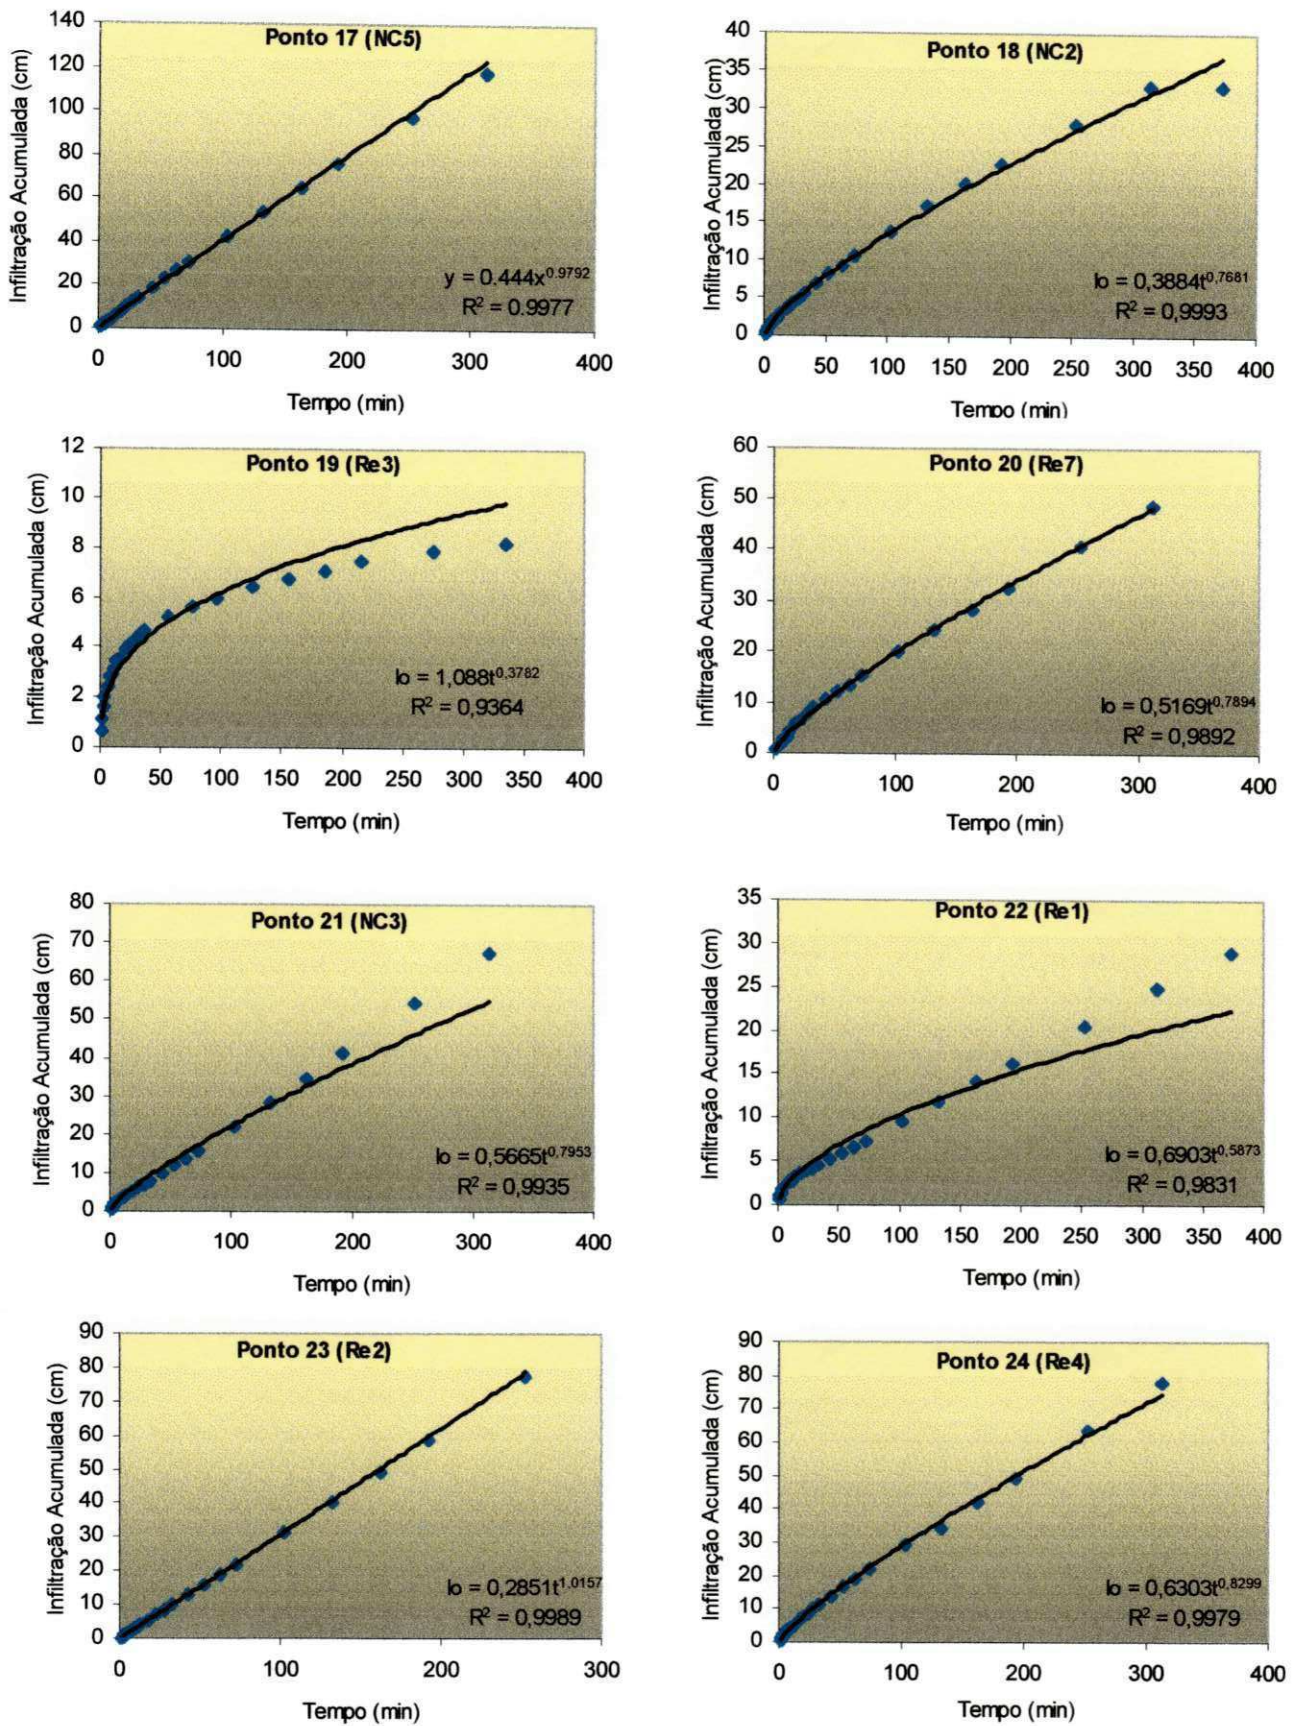 Ponto 17 (NC5)
Infiltração Acumulada (cm)
140
120
100
80
60
40
20
0
y = 0.444x^0.9792
R² = 0.9977
0 100 200 300 400
Tempo (min)
Ponto 18 (NC2)
Infiltração Acumulada (cm)
40
35
30
25
20
15
10
5
0
Io = 0,3884t^0,7681
R² = 0,9993
0 50 100 150 200 250 300 350 400
Tempo (min)
Ponto 19 (Re3)
Infiltração Acumulada (cm)
12
10
8
6
4
2
0
Io = 1,088t^0,3782
R² = 0,9364
0 50 100 150 200 250 300 350 400
Tempo (min)
Ponto 20 (Re7)
Infiltração Acumulada (cm)
60
50
40
30
20
10
0
Io = 0,5169t^0,7894
R² = 0,9892
0 100 200 300 400
Tempo (min)
Ponto 21 (NC3)
Infiltração Acumulada (cm)
80
70
60
50
40
30
20
10
0
Io = 0,5665t^0,7953
R² = 0,9935
0 100 200 300 400
Tempo (min)
Ponto 22 (Re1)
Infiltração Acumulada (cm)
35
30
25
20
15
10
5
0
Io = 0,6903t^0,5873
R² = 0,9831
0 50 100 150 200 250 300 350 400
Tempo (min)
Ponto 23 (Re2)
Infiltração Acumulada (cm)
90
80
70
60
50
40
30
20
10
0
Io = 0,2851t^1,0157
R² = 0,9989
0 100 200 300
Tempo (min)
Ponto 24 (Re4)
Infiltração Acumulada (cm)
90
80
70
60
50
40
30
20
10
0
Io = 0,6303t^0,8299
R² = 0,9979
0 100 200 300 400
Tempo (min)